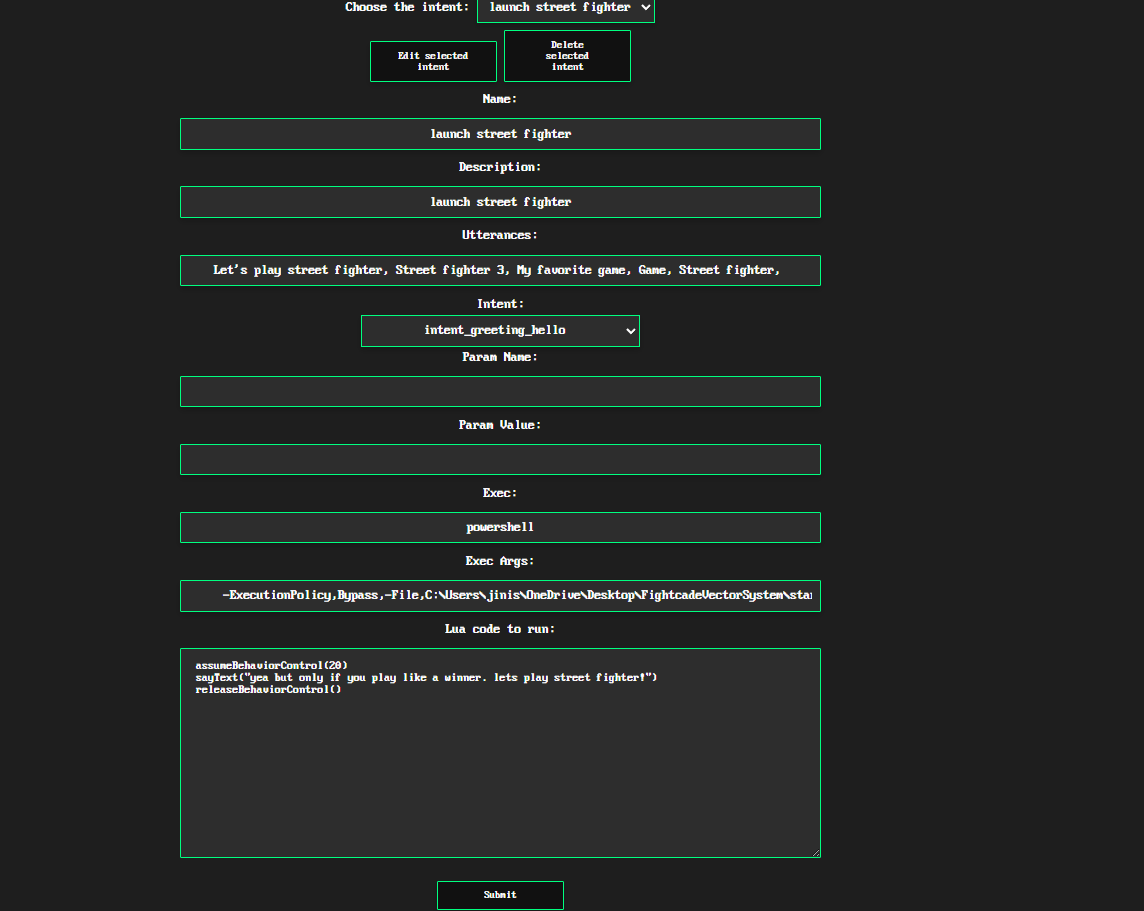 Choose the intent: launch street fighter
Edit selected
intent
Delete
selected
intent
Name:
launch street fighter
Description:
launch street fighter
Utterances:
Let's play street fighter, Street fighter 3, My favorite game, Game, Street fighter,
Intent:
intent_greeting_hello
Param Name:
Param Value:
Exec:
powershell
Exec Args:
-ExecutionPolicy,Bypass,-File,C:\Users\jinis\OneDrive\Desktop\FightcadeVectorSystem\star
Lua code to run:
assumeBehaviorControl(20)
sayText("yea but only if you play like a winner. lets play street fighter!")
releaseBehaviorControl()
Submit